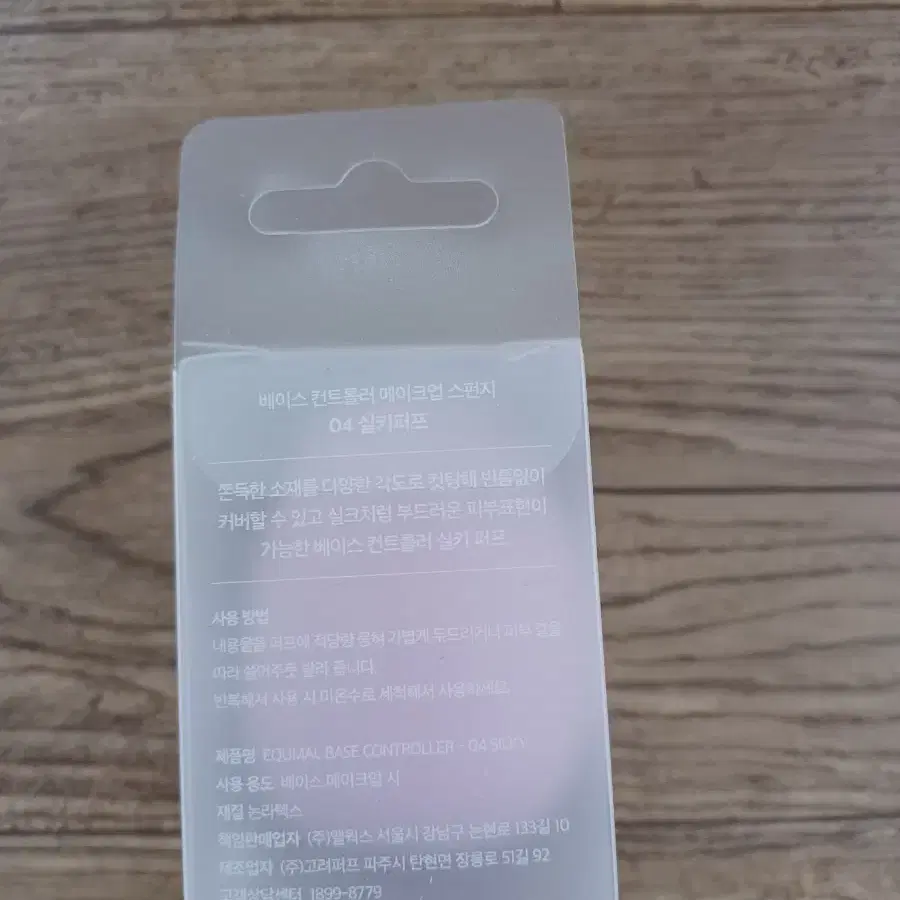 베이스 컨트롤러 메이크업 스펀지
04 실키퍼프
쫀득한 소재를 다양한 각도로 컷팅해 빈틈없이
커버할 수 있고 실크처럼 부드러운 피부표현이
가능한 베이스 컨트롤러 실키 퍼프
사용 방법
내용물을 퍼프에 적당량 묻혀 가볍게 두드리거나 피부 결을
따라 쓸어주듯 발라 줍니다.
반복해서 사용 시 미온수로 세척해서 사용하세요.
제품명 EQUMAL BASE CONTROLLER - 04 SILKY
사용 용도 베이스 메이크업 시
재질 논라텍스
책임판매업자 (주)웰웍스 서울시 강남구 논현로 133길 10
제조업자 (주)고려퍼프 파주시 탄현면 장릉로 51길 92
고객상담센터 1899-8779